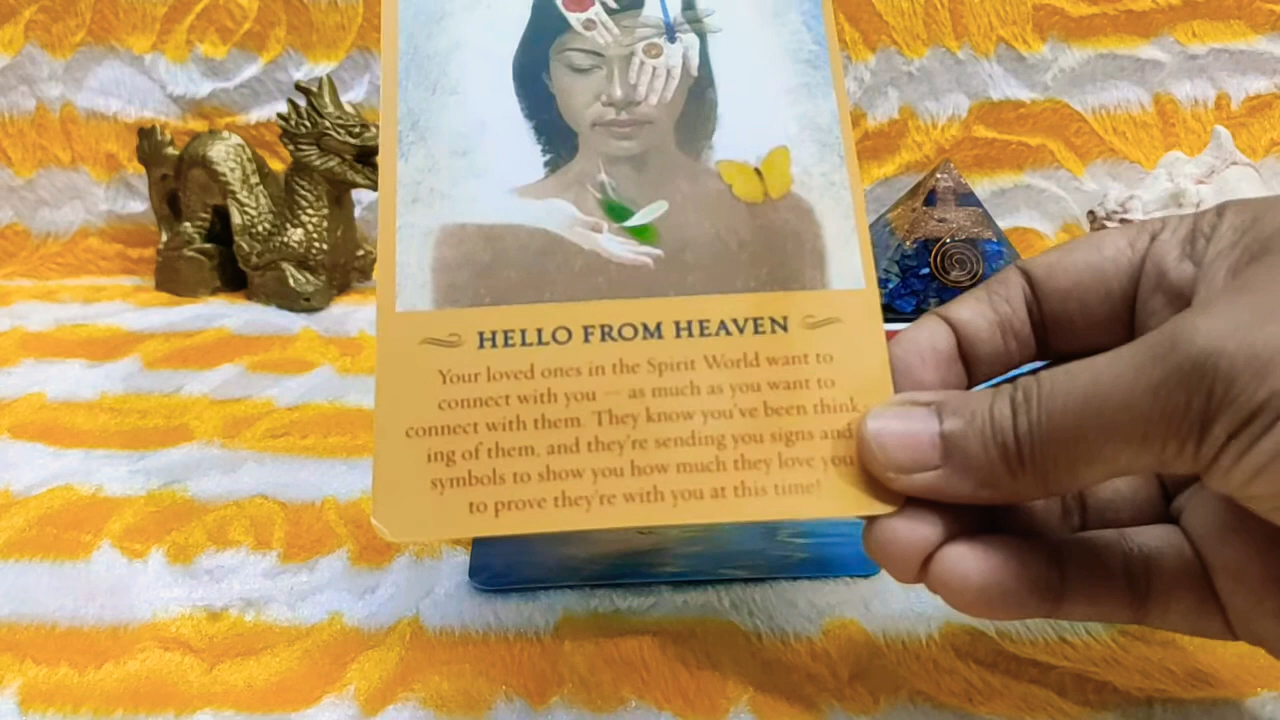 HELLO FROM HEAVEN
Your loved ones in the Spirit World want to
connect with you — as much as you want to
connect with them. They know you've been think
ing of them, and they're sending you signs and
symbols to show you how much they love you
to prove they're with you at this time!